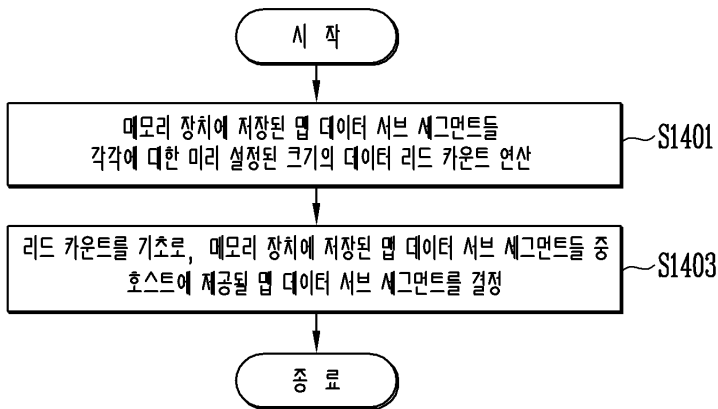 시 작
메모리 장치에 저장된 맵 데이터 서브 세그먼트들
각각에 대한 미리 설정된 크기의 데이터 리드 카운트 연산
S1401
리드 카운트를 기초로, 메모리 장치에 저장된 맵 데이터 서브 세그먼트들 중
호스트에 제공될 맵 데이터 서브 세그먼트를 결정
S1403
종 료